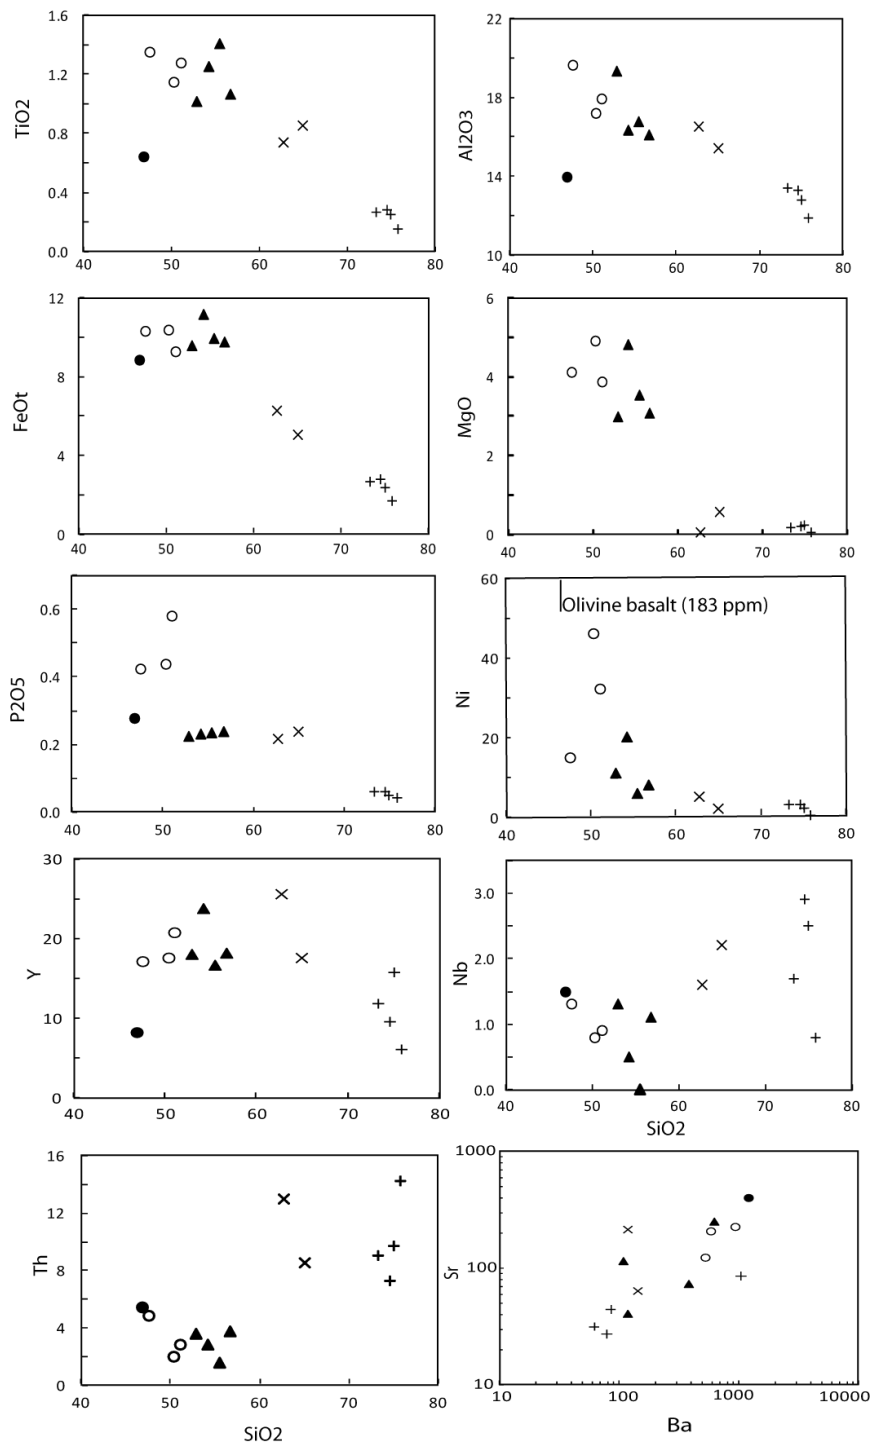 1.6
1.2
0.8
0.4
0.0
TiO2
40 50 60 70 80
22
18
14
10
Al2O3
40 50 60 70 80
12
8
4
0
FeOt
40 50 60 70 80
6
4
2
0
MgO
40 50 60 70 80
0.6
0.4
0.2
0.0
P2O5
40 50 60 70 80
60
40
20
0
Ni
Olivine basalt (183 ppm)
40 50 60 70 80
30
20
10
0
Y
40 50 60 70 80
3.0
2.0
1.0
0.0
Nb
40 50 60 70 80
SiO2
16
12
8
4
0
Th
40 50 60 70 80
SiO2
1000
100
10
Sr
10 100 1000 10000
Ba